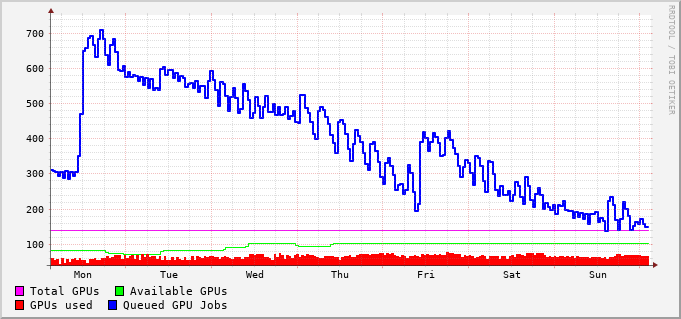 700
600
500
400
300
200
100
Mon Tue Wed Thu Fri Sat Sun
Total GPUs Available GPUs
GPUs used Queued GPU Jobs
RRDTOOL / TOBI OETIKER